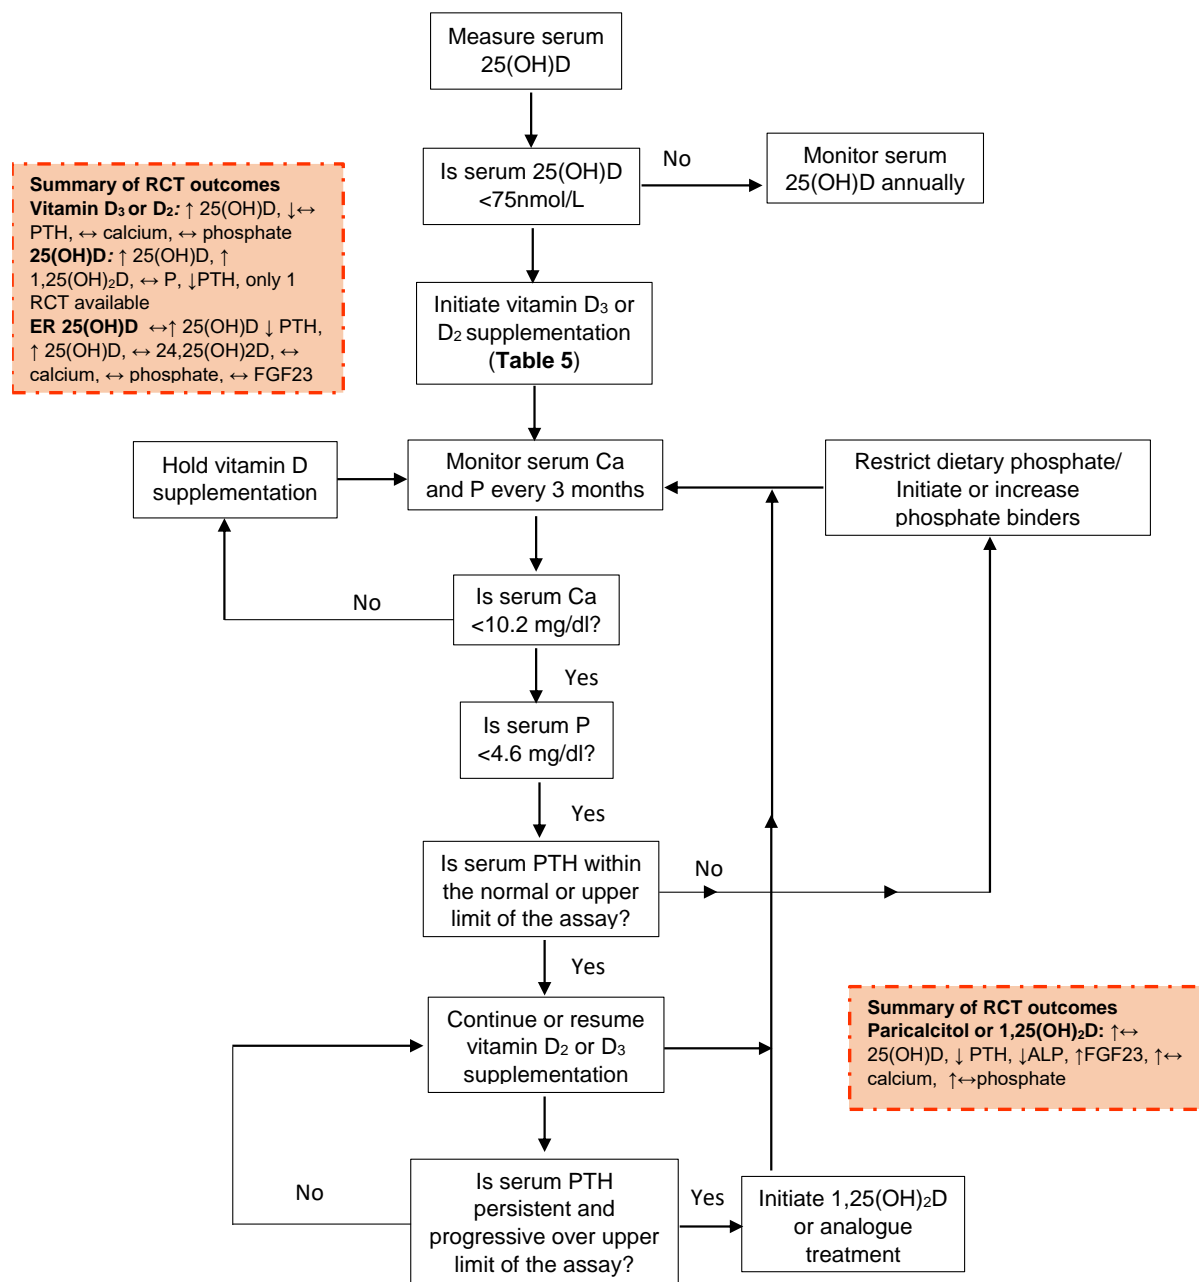 Measure serum
25(OH)D
Is serum 25(OH)D
<75nmol/L
No
Monitor serum
25(OH)D annually
Summary of RCT outcomes
Vitamin D₃ or D₂: ↑ 25(OH)D, ↓↔
PTH, ↔ calcium, ↔ phosphate
25(OH)D: ↑ 25(OH)D, ↑
1,25(OH)₂D, ↔ P, ↓PTH, only 1
RCT available
ER 25(OH)D ↔↑ 25(OH)D ↓ PTH,
↑ 25(OH)D, ↔ 24,25(OH)2D, ↔
calcium, ↔ phosphate, ↔ FGF23
Initiate vitamin D₃ or
D₂ supplementation
(Table 5)
Hold vitamin D
supplementation
Monitor serum Ca
and P every 3 months
Restrict dietary phosphate/
Initiate or increase
phosphate binders
No
Is serum Ca
<10.2 mg/dl?
Yes
Is serum P
<4.6 mg/dl?
Yes
Is serum PTH within
the normal or upper
limit of the assay?
No
Yes
Continue or resume
vitamin D₂ or D₃
supplementation
Summary of RCT outcomes
Paricalcitol or 1,25(OH)₂D: ↑↔
25(OH)D, ↓ PTH, ↓ALP, ↑FGF23, ↑↔
calcium, ↑↔phosphate
No
Is serum PTH
persistent and
progressive over upper
limit of the assay?
Yes
Initiate 1,25(OH)₂D
or analogue
treatment